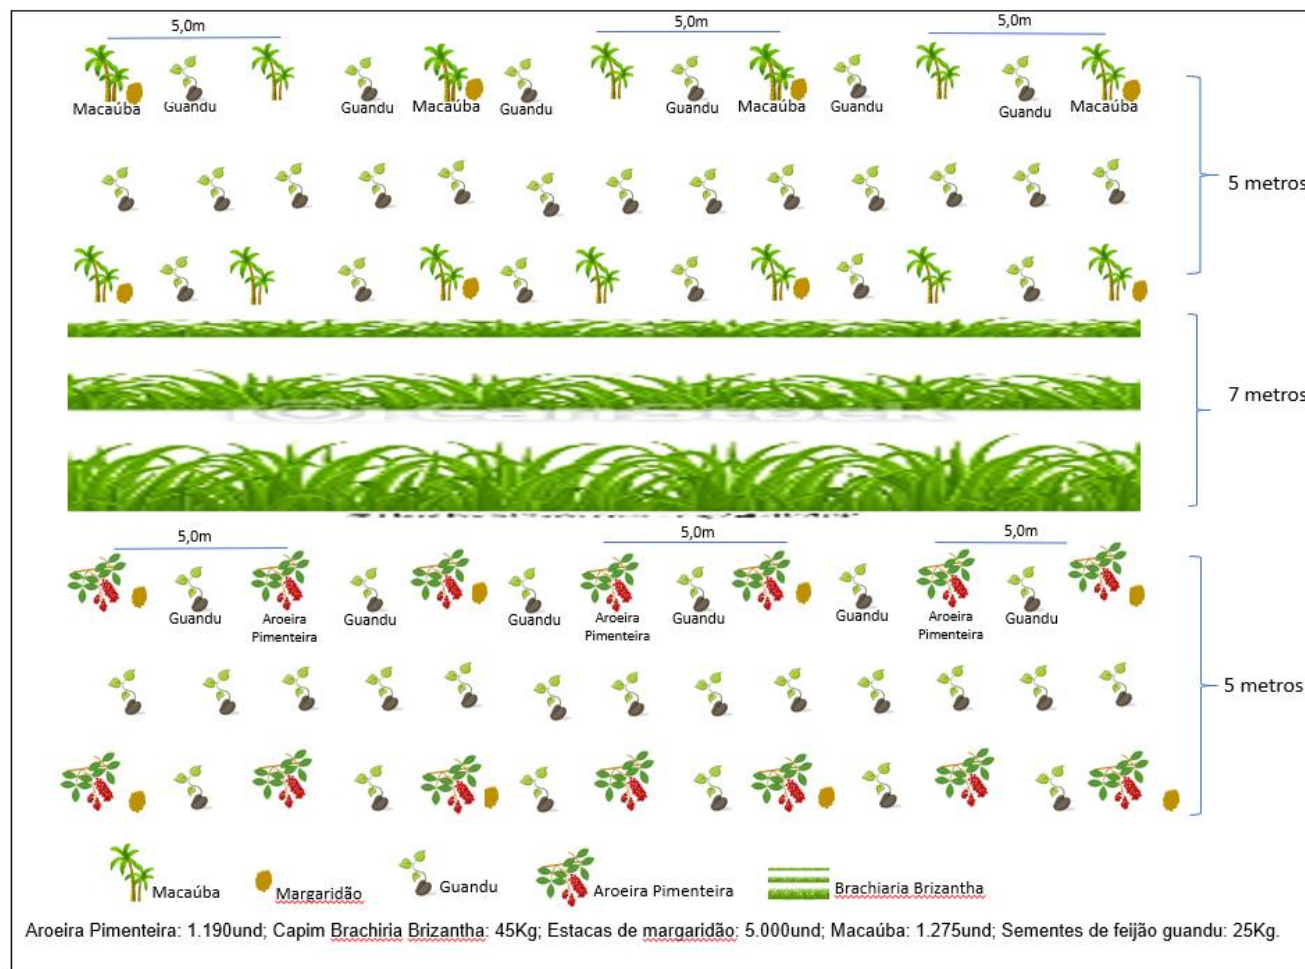 5,0m 5,0m 5,0m
Macaúba Guandu Guandu Macaúba Guandu Guandu Macaúba Guandu Guandu Macaúba
5 metros
7 metros
5,0m 5,0m 5,0m
Guandu Aroeira Pimenteira Guandu Guandu Aroeira Pimenteira Guandu Guandu Aroeira Pimenteira Guandu
5 metros
Macaúba Margaridão Guandu Aroeira Pimenteira Brachiaria Brizantha
Aroeira Pimenteira: 1.190und; Capim Brachiria Brizantha: 45Kg; Estacas de margaridão: 5.000und; Macaúba: 1.275und; Sementes de feijão guandu: 25Kg.